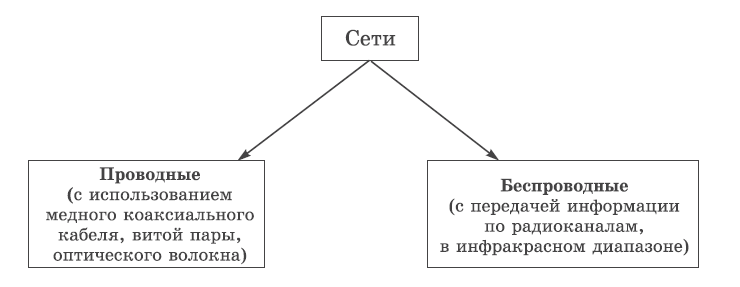 Сети
Проводные
(с использованием
медного коаксиального
кабеля, витой пары,
оптического волокна)
Беспроводные
(с передачей информации
по радиоканалам,
в инфракрасном диапазоне)